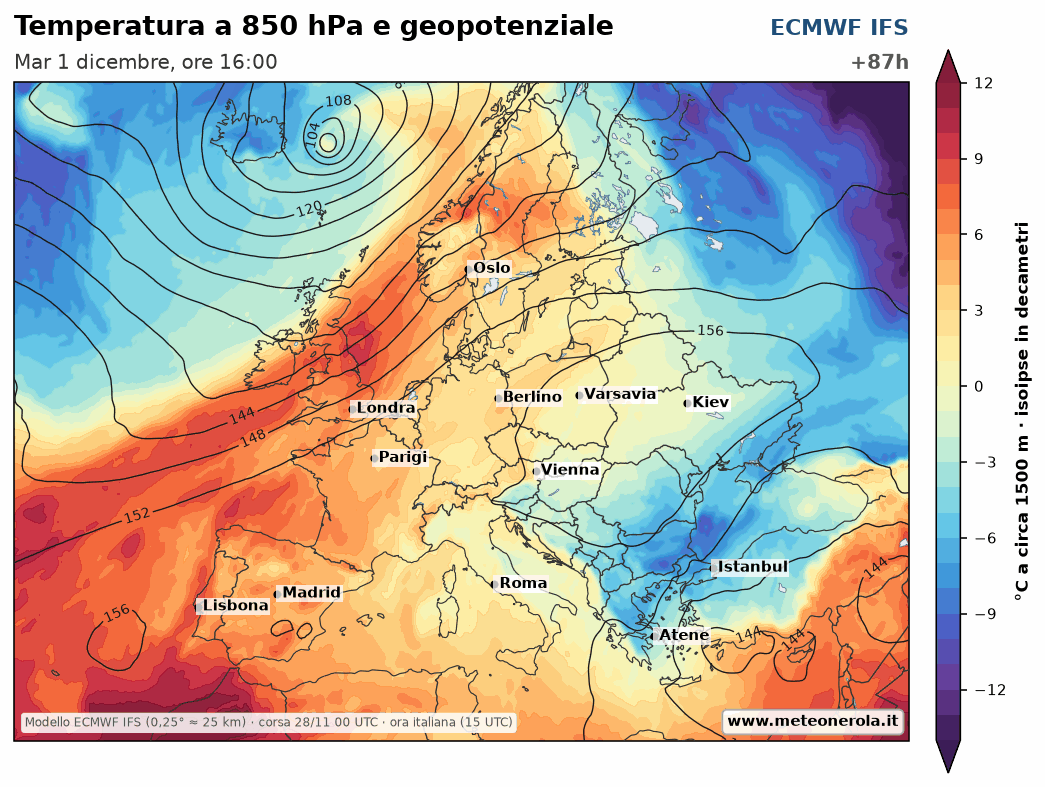 Temperatura a 850 hPa e geopotenziale
ECMWF IFS
Mar 1 dicembre, ore 16:00
+87h
108
104
120
Oslo
156
Berlino
Varsavia
Kiev
Londra
144
148
Parigi
Vienna
152
Istanbul
144
Roma
Madrid
Lisbona
156
Atene
144
144
Modello ECMWF IFS (0,25° ≈ 25 km) · corsa 28/11 00 UTC · ora italiana (15 UTC)
www.meteonerola.it
12
9
6
3
0
−3
−6
−9
−12
°C a circa 1500 m · isoipse in decametri